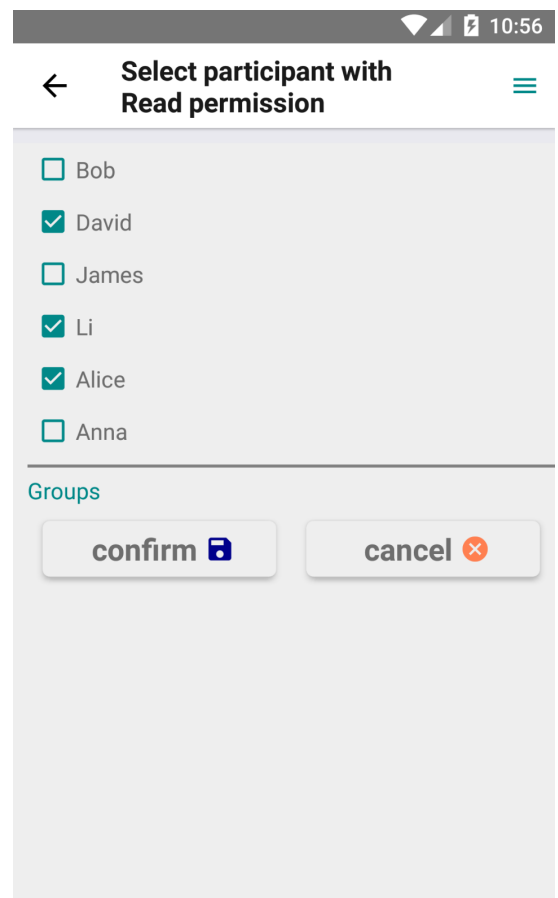 10:56
Select participant with
Read permission
Bob
David
James
Li
Alice
Anna
Groups
confirm
cancel